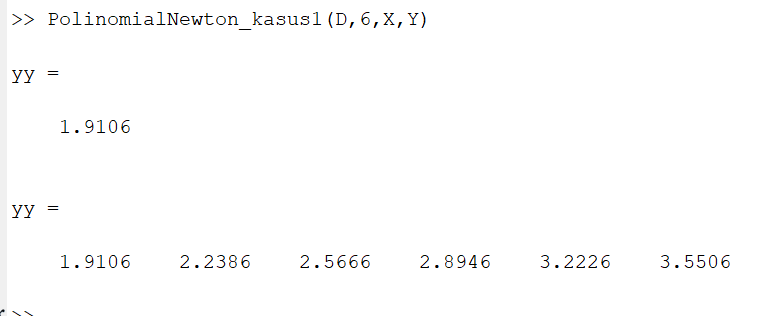 >> PolinomialNewton_kasus1(D,6,X,Y)
yy =
1.9106
yy =
1.9106 2.2386 2.5666 2.8946 3.2226 3.5506
>>